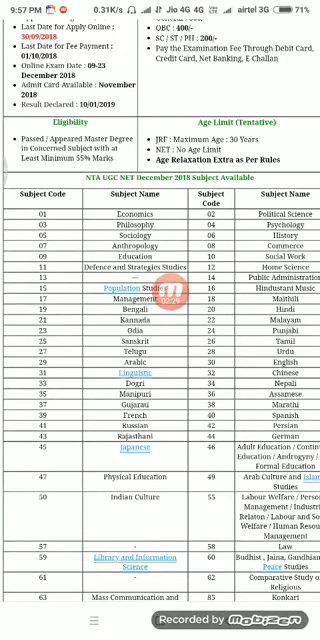 9:57 PM 0.31K/s Jio 4G 4G airtel 3G 71%
Last Date for Apply Online :
30/09/2018
Last Date for Fee Payment :
01/10/2018
Online Exam Date : 09-23
December 2018
Admit Card Available : November
2018
Result Declared : 10/01/2019
OBC : 400/-
SC / ST / PH : 200/-
Pay the Examination Fee Through Debit Card,
Credit Card, Net Banking, E Challan
Eligibility
Passed / Appeared Master Degree
in Concerned Subject with at
Least Minimum 55% Marks
Age Limit (Tentative)
JRF : Maximum Age : 30 Years
NET : No Age Limit
Age Relaxation Extra as Per Rules
NTA UGC NET December 2018 Subject Available
Subject Code Subject Name Subject Code Subject Name
01 Economics 02 Political Science
03 Philosophy 04 Psychology
05 Sociology 06 History
07 Anthropology 08 Commerce
09 Education 10 Social Work
11 Defence and Strategies Studies 12 Home Science
13 --- 14 Public Administratio
15 Population Studies 16 Hindustani Music
17 Management 18 Maithili
02:29
19 Bengali 20 Hindi
21 Kannada 22 Malayam
23 Odia 24 Punjabi
25 Sanskrit 26 Tamil
27 Telugu 28 Urdu
29 Arabic 30 English
31 Linguistic 32 Chinese
33 Dogri 34 Nepali
35 Manipuri 36 Assamese
37 Gujarati 38 Marathi
39 French 40 Spanish
41 Russian 42 Persian
43 Rajasthani 44 German
45 Japanese 46 Adult Education / Contin
Education / Androgyny /
Formal Education
47 Physical Education 49 Arab Culture and Islam
Studies
50 Indian Culture 55 Labour Welfare / Perso
Management / Industri
Relaton / Labour and So
Welfare / Human Resou
Management
57 - 58 Law
59 Library and Information
Science
60 Budhist , Jaina, Gandhian
Peace Studies
61 - 62 Comparative Study o
Religious
63 Mass Communication and 85 Konkari
Recorded by Mobizen